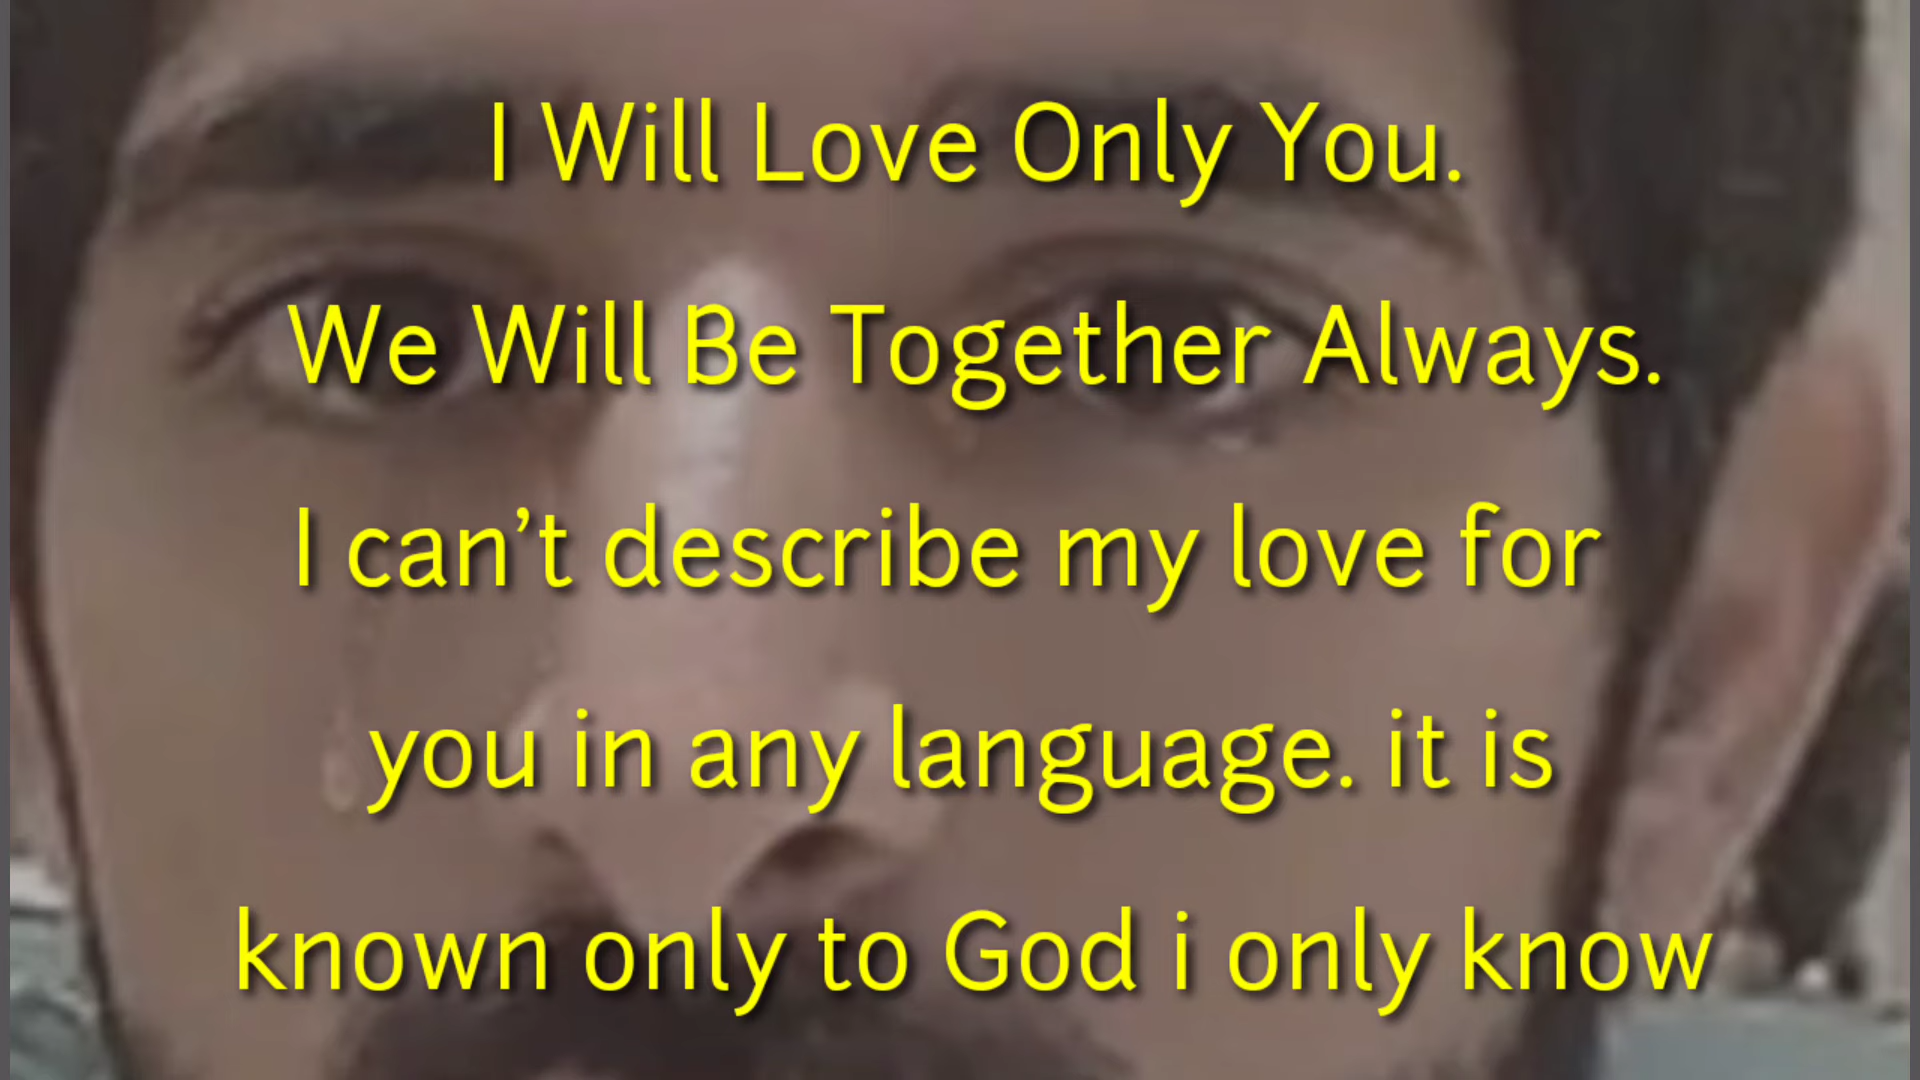 I Will Love Only You.
We Will Be Together Always.
I can’t describe my love for
you in any language. it is
known only to God i only know